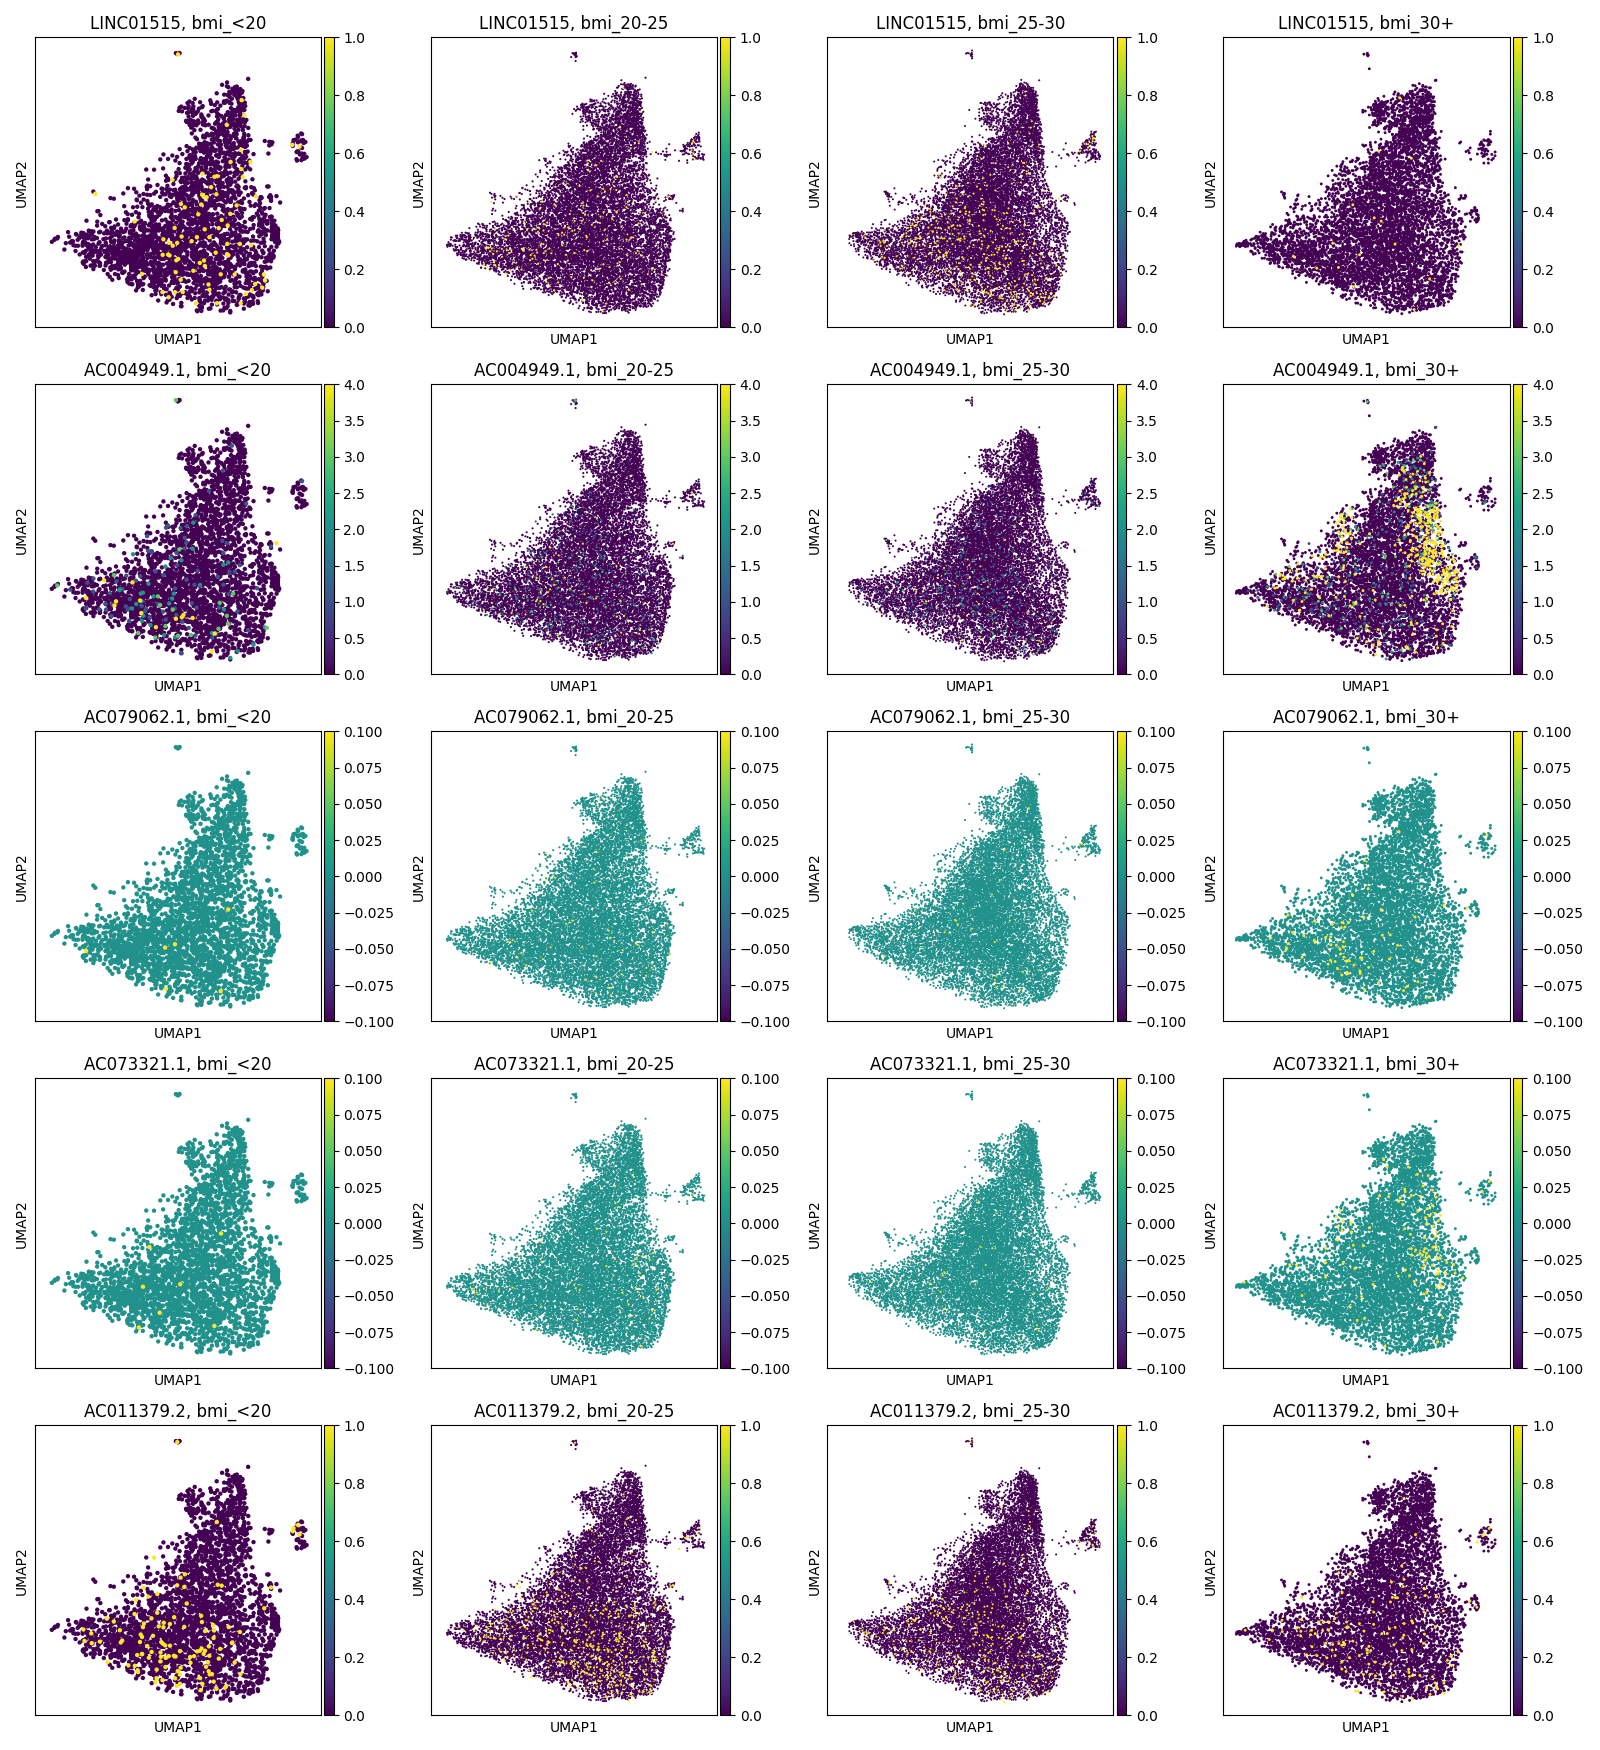 LINC01515, bmi_<20
LINC01515, bmi_20-25
LINC01515, bmi_25-30
LINC01515, bmi_30+
UMAP2
1.0
0.8
0.6
0.4
0.2
0.0
UMAP1
UMAP2
1.0
0.8
0.6
0.4
0.2
0.0
UMAP1
UMAP2
1.0
0.8
0.6
0.4
0.2
0.0
UMAP1
UMAP2
1.0
0.8
0.6
0.4
0.2
0.0
UMAP1
AC004949.1, bmi_<20
AC004949.1, bmi_20-25
AC004949.1, bmi_25-30
AC004949.1, bmi_30+
UMAP2
4.0
3.5
3.0
2.5
2.0
1.5
1.0
0.5
0.0
UMAP1
UMAP2
4.0
3.5
3.0
2.5
2.0
1.5
1.0
0.5
0.0
UMAP1
UMAP2
4.0
3.5
3.0
2.5
2.0
1.5
1.0
0.5
0.0
UMAP1
UMAP2
4.0
3.5
3.0
2.5
2.0
1.5
1.0
0.5
0.0
UMAP1
AC079062.1, bmi_<20
AC079062.1, bmi_20-25
AC079062.1, bmi_25-30
AC079062.1, bmi_30+
UMAP2
0.100
0.075
0.050
0.025
0.000
−0.025
−0.050
−0.075
−0.100
UMAP1
UMAP2
0.100
0.075
0.050
0.025
0.000
−0.025
−0.050
−0.075
−0.100
UMAP1
UMAP2
0.100
0.075
0.050
0.025
0.000
−0.025
−0.050
−0.075
−0.100
UMAP1
UMAP2
0.100
0.075
0.050
0.025
0.000
−0.025
−0.050
−0.075
−0.100
UMAP1
AC073321.1, bmi_<20
AC073321.1, bmi_20-25
AC073321.1, bmi_25-30
AC073321.1, bmi_30+
UMAP2
0.100
0.075
0.050
0.025
0.000
−0.025
−0.050
−0.075
−0.100
UMAP1
UMAP2
0.100
0.075
0.050
0.025
0.000
−0.025
−0.050
−0.075
−0.100
UMAP1
UMAP2
0.100
0.075
0.050
0.025
0.000
−0.025
−0.050
−0.075
−0.100
UMAP1
UMAP2
0.100
0.075
0.050
0.025
0.000
−0.025
−0.050
−0.075
−0.100
UMAP1
AC011379.2, bmi_<20
AC011379.2, bmi_20-25
AC011379.2, bmi_25-30
AC011379.2, bmi_30+
UMAP2
1.0
0.8
0.6
0.4
0.2
0.0
UMAP1
UMAP2
1.0
0.8
0.6
0.4
0.2
0.0
UMAP1
UMAP2
1.0
0.8
0.6
0.4
0.2
0.0
UMAP1
UMAP2
1.0
0.8
0.6
0.4
0.2
0.0
UMAP1